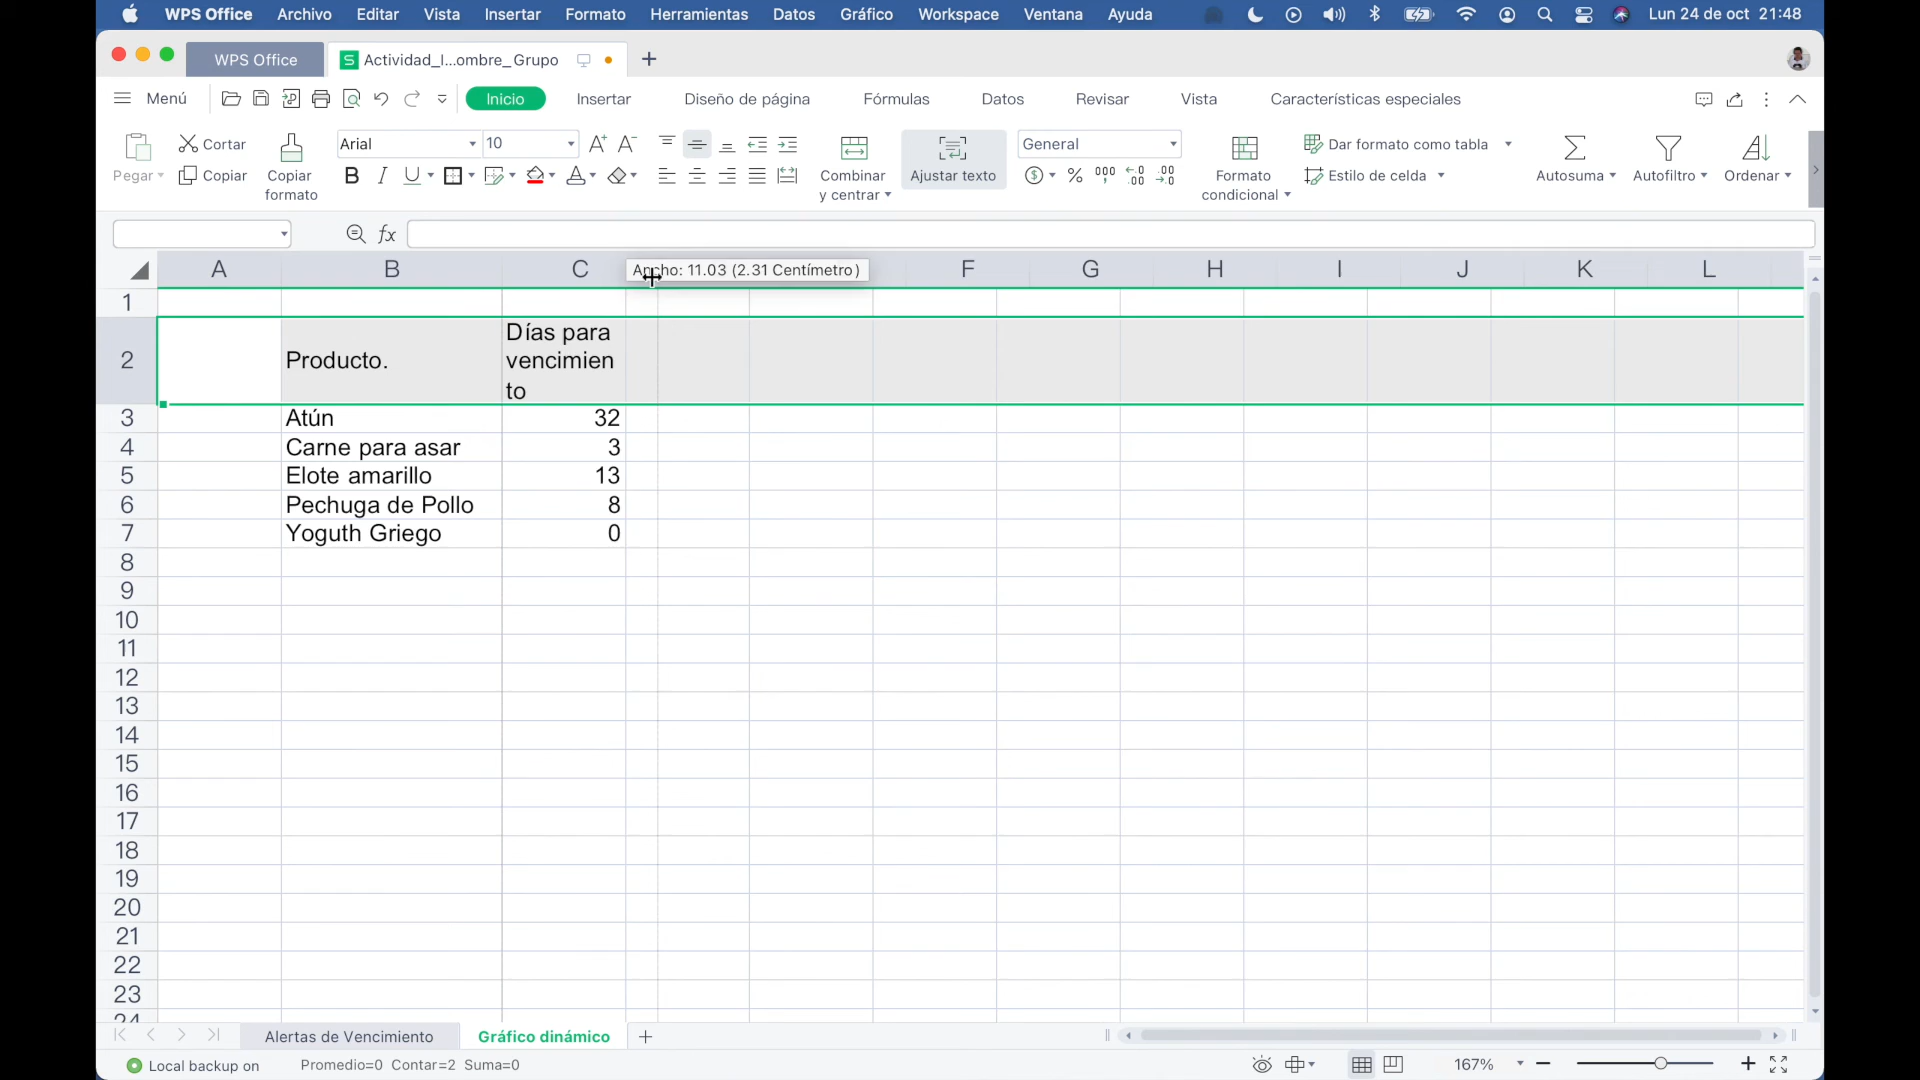 WPS Office Archivo Editar Vista Insertar Formato Herramientas Datos Gráfico Workspace Ventana Ayuda Lun 24 de oct 21:48
WPS Office Actividad_I...ombre_Grupo
Menú Inicio Insertar Diseño de página Fórmulas Datos Revisar Vista Características especiales
Pegar Cortar Copiar Copiar formato
Arial 10
Combinar y centrar Ajustar texto
General
Formato condicional
Dar formato como tabla
Estilo de celda
Autosuma Autofiltro Ordenar
fx
A B C F G H I J K L
Ancho: 11.03 (2.31 Centímetro)
1
2 Producto. Días para
vencimien
to
3 Atún 32
4 Carne para asar 3
5 Elote amarillo 13
6 Pechuga de Pollo 8
7 Yoguth Griego 0
8
9
10
11
12
13
14
15
16
17
18
19
20
21
22
23
24
Alertas de Vencimiento Gráfico dinámico
Local backup on Promedio=0 Contar=2 Suma=0 167%